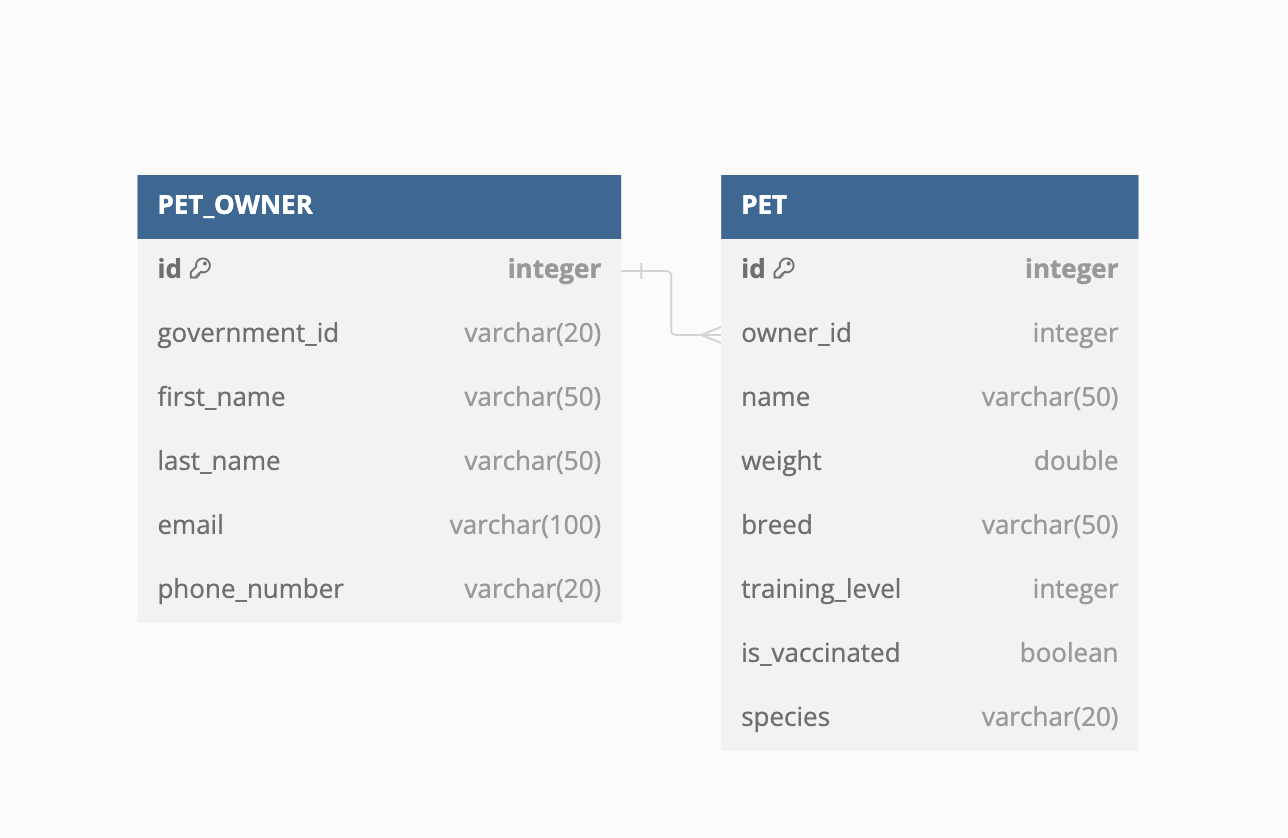 PET_OWNER
id integer
government_id varchar(20)
first_name varchar(50)
last_name varchar(50)
email varchar(100)
phone_number varchar(20)
PET
id integer
owner_id integer
name varchar(50)
weight double
breed varchar(50)
training_level integer
is_vaccinated boolean
species varchar(20)